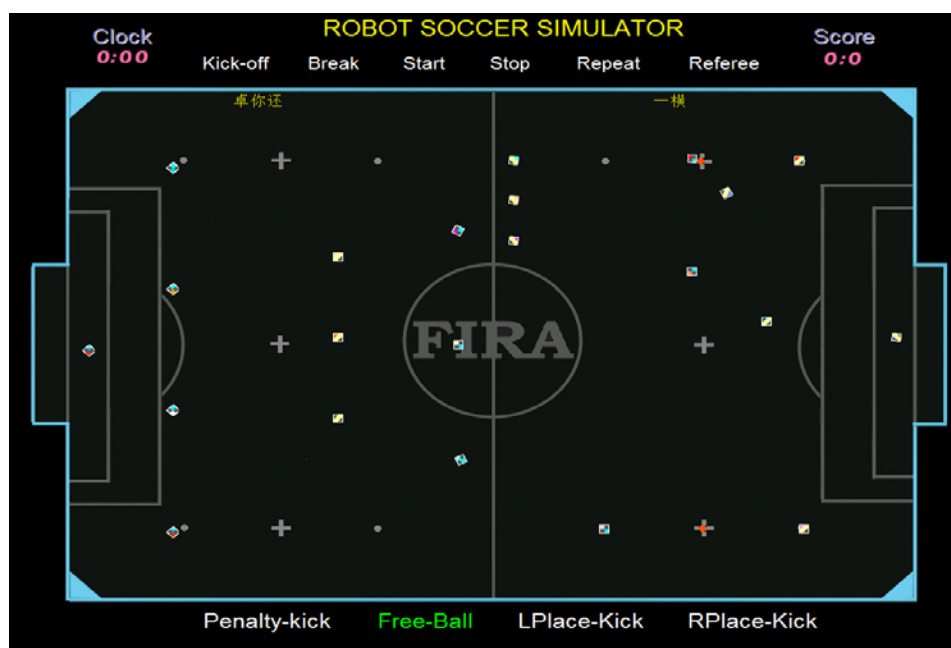 ROBOT SOCCER SIMULATOR
Clock
0:00
Score
0:0
Kick-off Break Start Stop Repeat Referee
卓你还
一横
FIRA
Penalty-kick Free-Ball LPlace-Kick RPlace-Kick